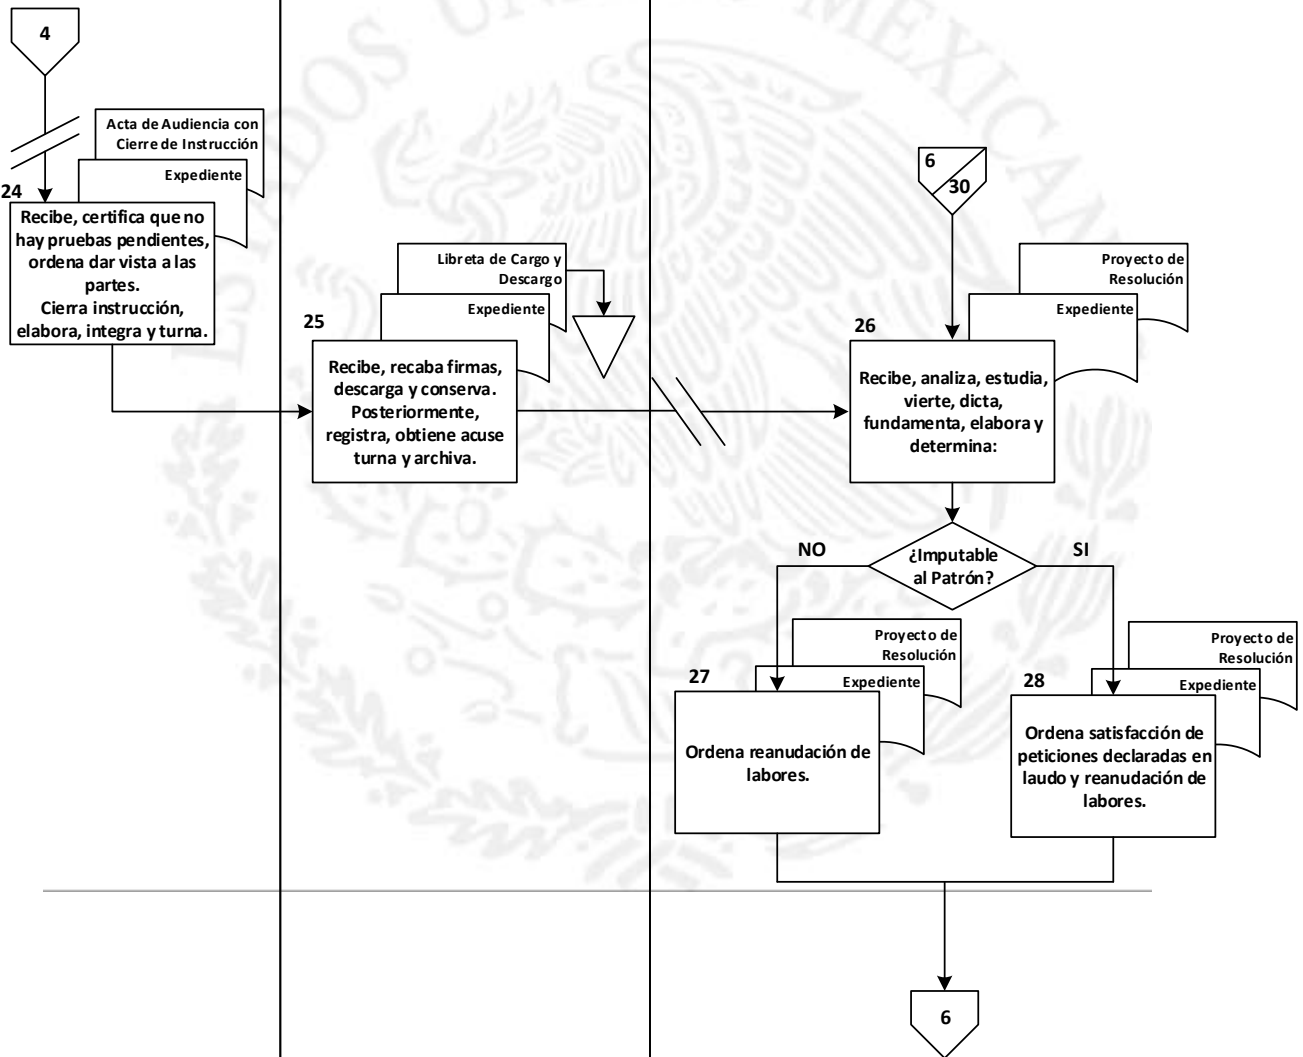 4
Acta de Audiencia con
Cierre de Instrucción
Expediente
24
Recibe, certifica que no
hay pruebas pendientes,
ordena dar vista a las
partes.
Cierra instrucción,
elabora, integra y turna.
Libreta de Cargo y
Descargo
Expediente
25
Recibe, recaba firmas,
descarga y conserva.
Posteriormente,
registra, obtiene acuse
turna y archiva.
6
30
Proyecto de
Resolución
Expediente
26
Recibe, analiza, estudia,
vierte, dicta,
fundamenta, elabora y
determina:
¿Imputable
al Patrón?
NO
SI
Proyecto de
Resolución
Expediente
27
Ordena reanudación de
labores.
Proyecto de
Resolución
Expediente
28
Ordena satisfacción de
peticiones declaradas en
laudo y reanudación de
labores.
6
ESTADOS UNIDOS MEXICANOS